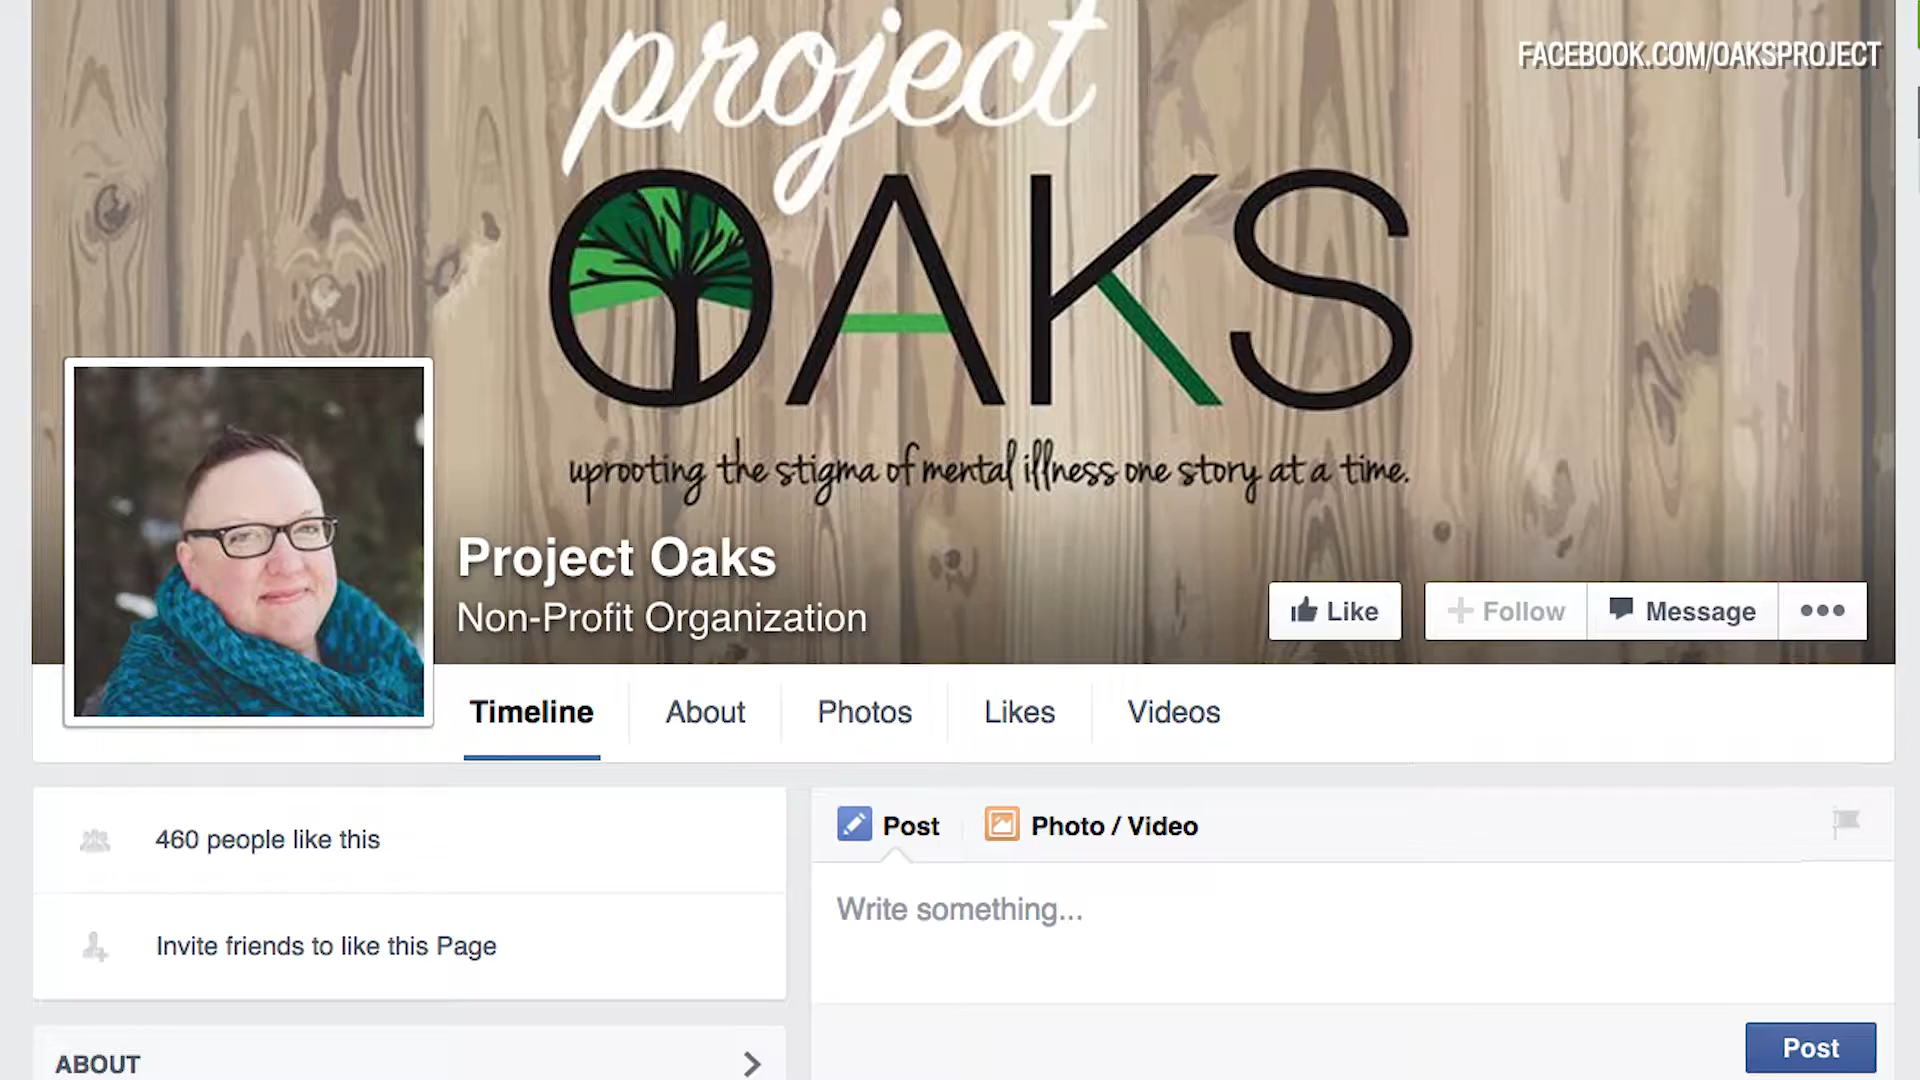 FACEBOOK.COM/OAKSPROJECT
project
OAKS
uprooting the stigma of mental illness one story at a time.
Project Oaks
Non-Profit Organization
Like
Follow
Message
Timeline
About
Photos
Likes
Videos
460 people like this
Invite friends to like this Page
ABOUT
Post
Photo / Video
Write something...
Post